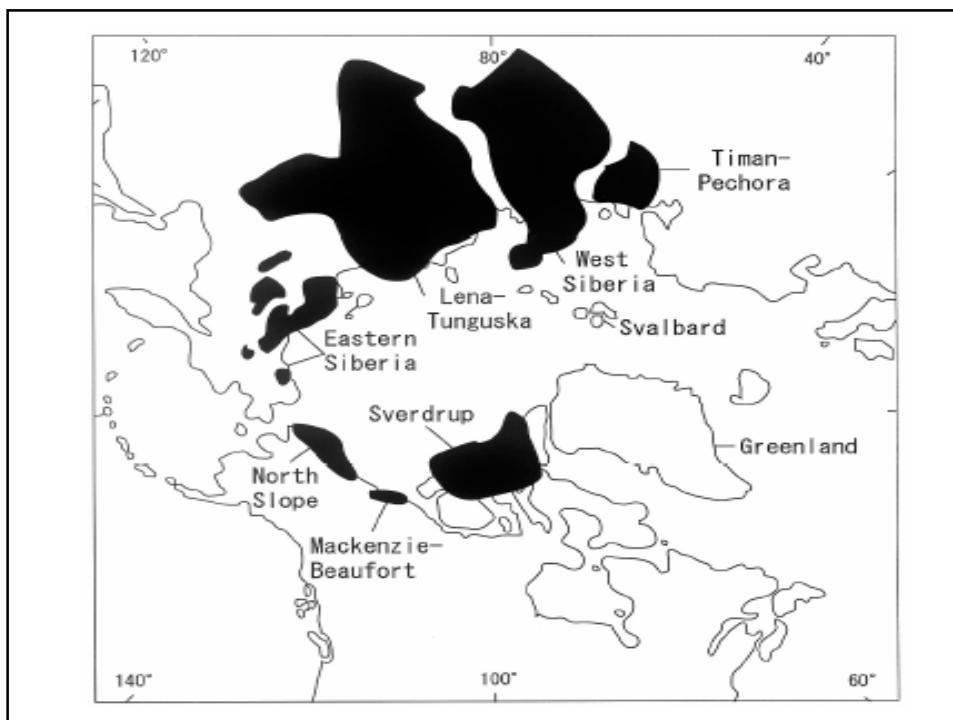 120°
80°
40°
Timan-
Pechora
West
Siberia
Lena-
Tunguska
Svalbard
Eastern
Siberia
Sverdrup
Greenland
North
Slope
Mackenzie-
Beaufort
140°
100°
60°